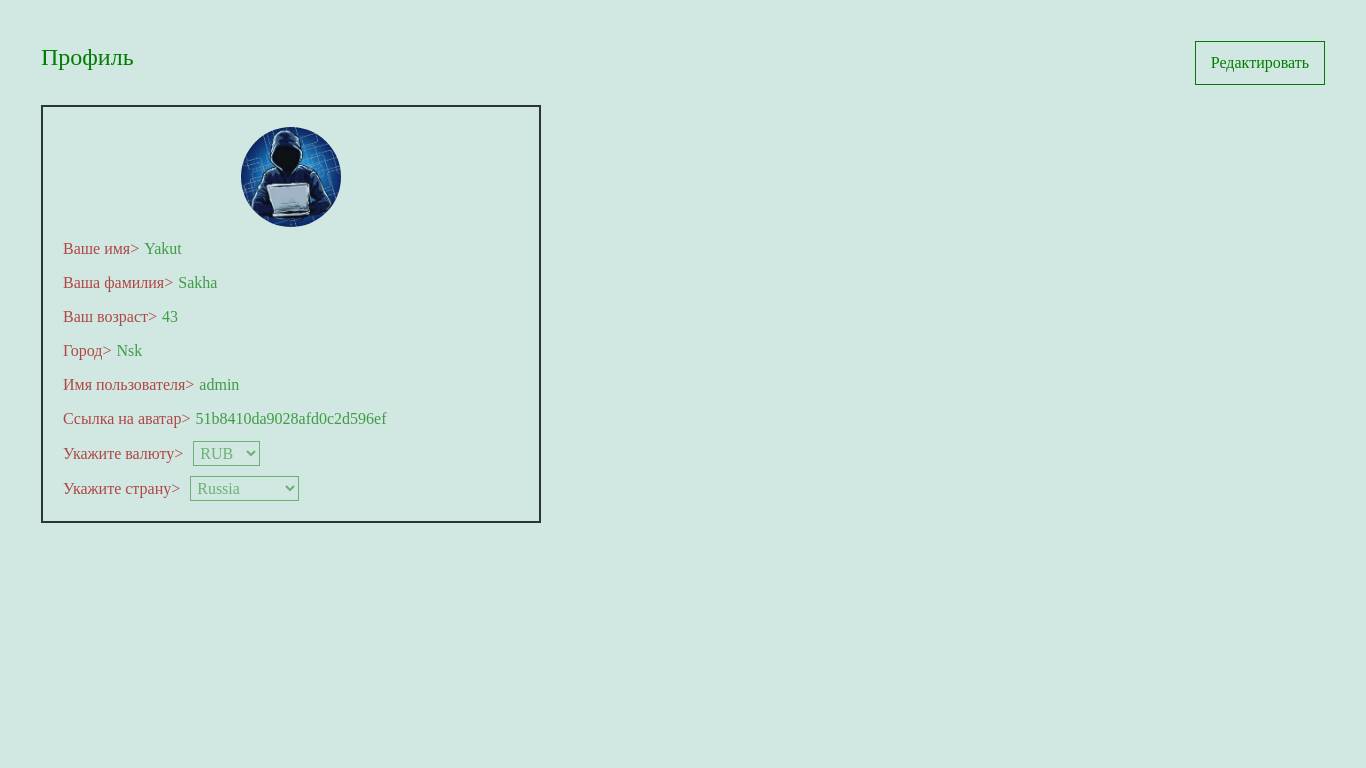 Профиль
Редактировать
Ваше имя> Yakut
Ваша фамилия> Sakha
Ваш возраст> 43
Город> Nsk
Имя пользователя> admin
Ссылка на аватар> 51b8410da9028afd0c2d596ef
Укажите валюту> RUB
Укажите страну> Russia